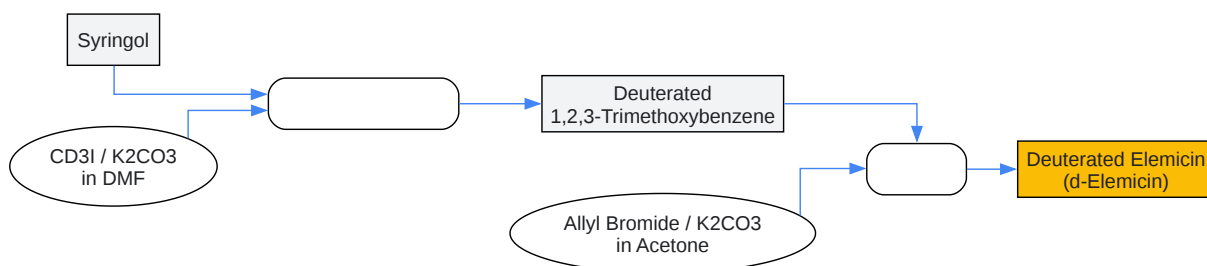 Syringol
CD3I / K2CO3
in DMF
Deuterated
1,2,3-Trimethoxybenzene
Allyl Bromide / K2CO3
in Acetone
Deuterated Elemicin
(d-Elemicin)